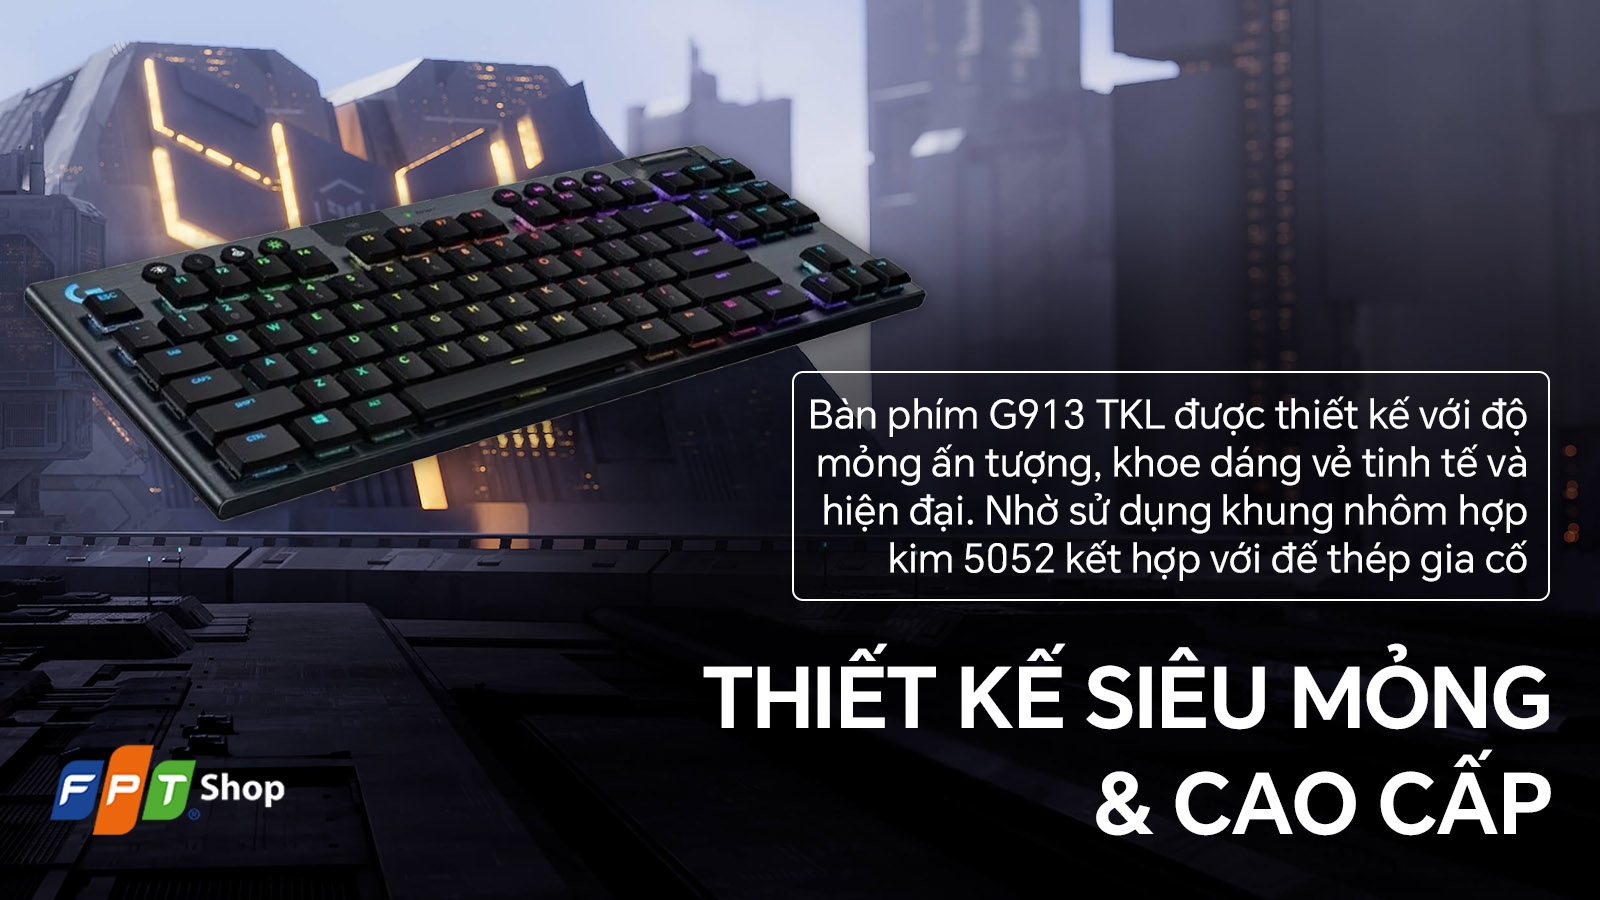 Bàn phím G913 TKL được thiết kế với độ
mỏng ấn tượng, khoe dáng vẻ tinh tế và
hiện đại. Nhờ sử dụng khung nhôm hợp
kim 5052 kết hợp với đế thép gia cố
THIẾT KẾ SIÊU MỎNG
& CAO CẤP
FPT Shop